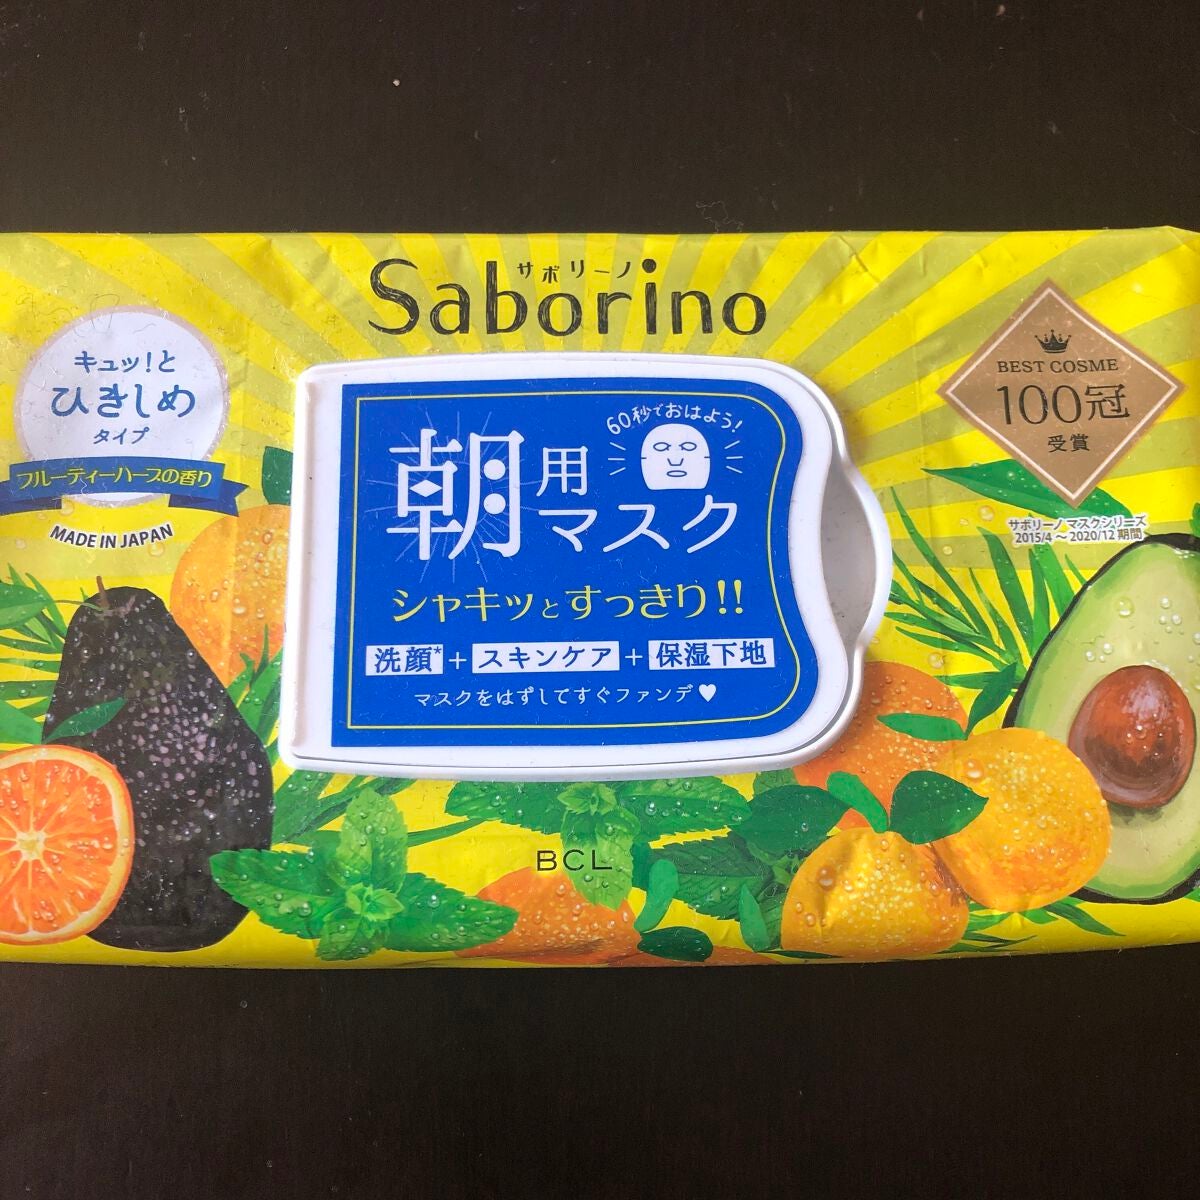 サボリーノ
Saborino
キュッ!と
ひきしめ
タイプ
フルーティーハーブの香り
MADE IN JAPAN
60秒でおはよう!
朝用マスク
シャキッとすっきり!!
洗顔*+スキンケア+保湿下地
マスクをはずしてすぐファンデ♥
BEST COSME
100冠
受賞
サボリーノ マスクシリーズ
2015/4 ~ 2020/12 期間
BCL